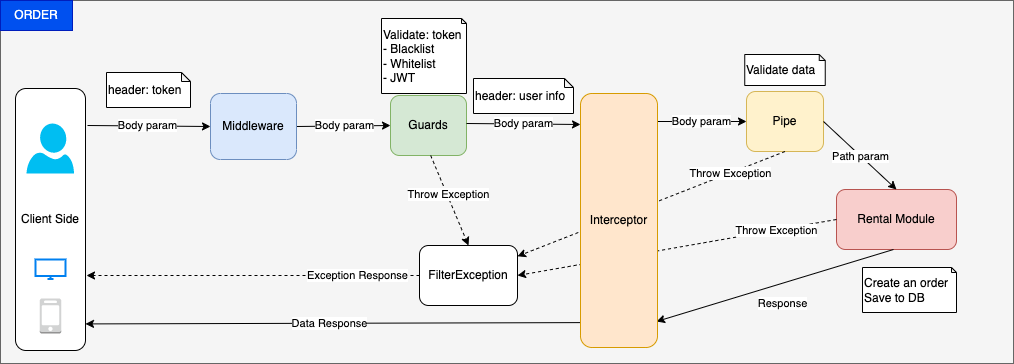 ORDER
Validate: token
- Blacklist
- Whitelist
- JWT
header: token
header: user info
Validate data
Body param
Middleware
Body param
Guards
Body param
Body param
Pipe
Path param
Throw Exception
Throw Exception
Client Side
Interceptor
Rental Module
Throw Exception
Exception Response
FilterException
Create an order
Save to DB
Response
Data Response